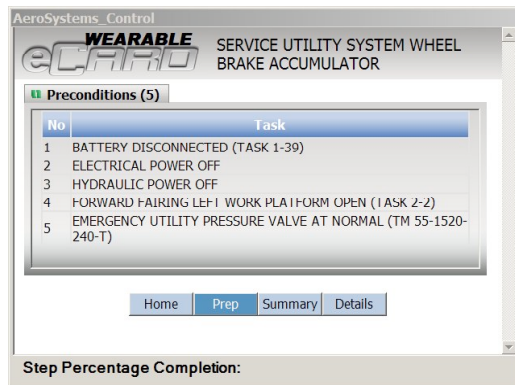 AeroSystems_Control
WEARABLE
eCARD
SERVICE UTILITY SYSTEM WHEEL
BRAKE ACCUMULATOR
Preconditions (5)
No Task
1 BATTERY DISCONNECTED (TASK 1-39)
2 ELECTRICAL POWER OFF
3 HYDRAULIC POWER OFF
4 FORWARD FAIRING LEFT WORK PLATFORM OPEN (TASK 2-2)
5 EMERGENCY UTILITY PRESSURE VALVE AT NORMAL (TM 55-1520-
240-T)
Home Prep Summary Details
Step Percentage Completion: